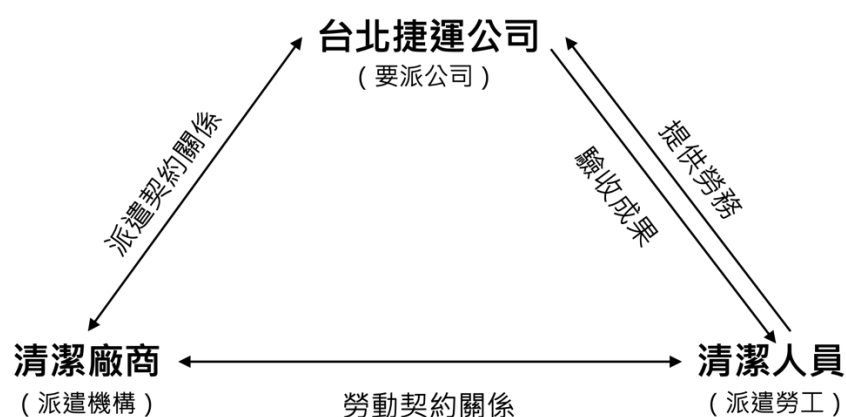 台北捷運公司
（要派公司）
派遣契約關係
提供勞務
驗收成果
清潔廠商
（派遣機構）
勞動契約關係
清潔人員
（派遣勞工）